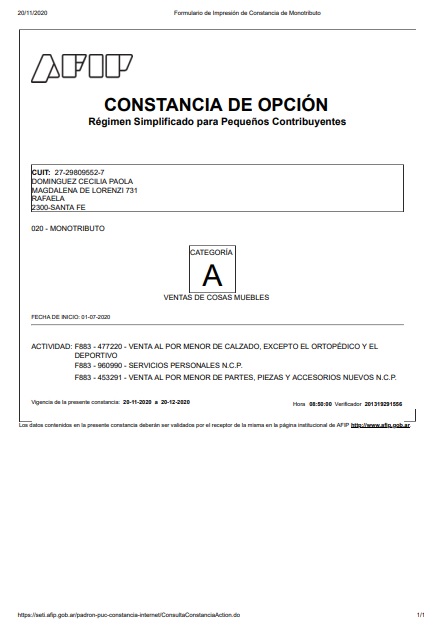 20/11/2020 Formulario de Impresión de Constancia de Monotributo
AFIP
CONSTANCIA DE OPCIÓN
Régimen Simplificado para Pequeños Contribuyentes
CUIT: 27-29809552-7
DOMINGUEZ CECILIA PAOLA
MAGDALENA DE LORENZI 731
RAFAELA
2300-SANTA FE
020 - MONOTRIBUTO
CATEGORÍA
A
VENTAS DE COSAS MUEBLES
FECHA DE INICIO: 01-07-2020
ACTIVIDAD: F883 - 477220 - VENTA AL POR MENOR DE CALZADO, EXCEPTO EL ORTOPÉDICO Y EL
DEPORTIVO
F883 - 960990 - SERVICIOS PERSONALES N.C.P.
F883 - 453291 - VENTA AL POR MENOR DE PARTES, PIEZAS Y ACCESORIOS NUEVOS N.C.P.
Vigencia de la presente constancia: 20-11-2020 a 20-12-2020 Hora 08:50:00 Verificador 201319291556
Los datos contenidos en la presente constancia deberán ser validados por el receptor de la misma en la página institucional de AFIP http://www.afip.gob.ar.
https://seti.afip.gob.ar/padron-puc-constancia-internet/ConsultaConstanciaAction.do 1/1